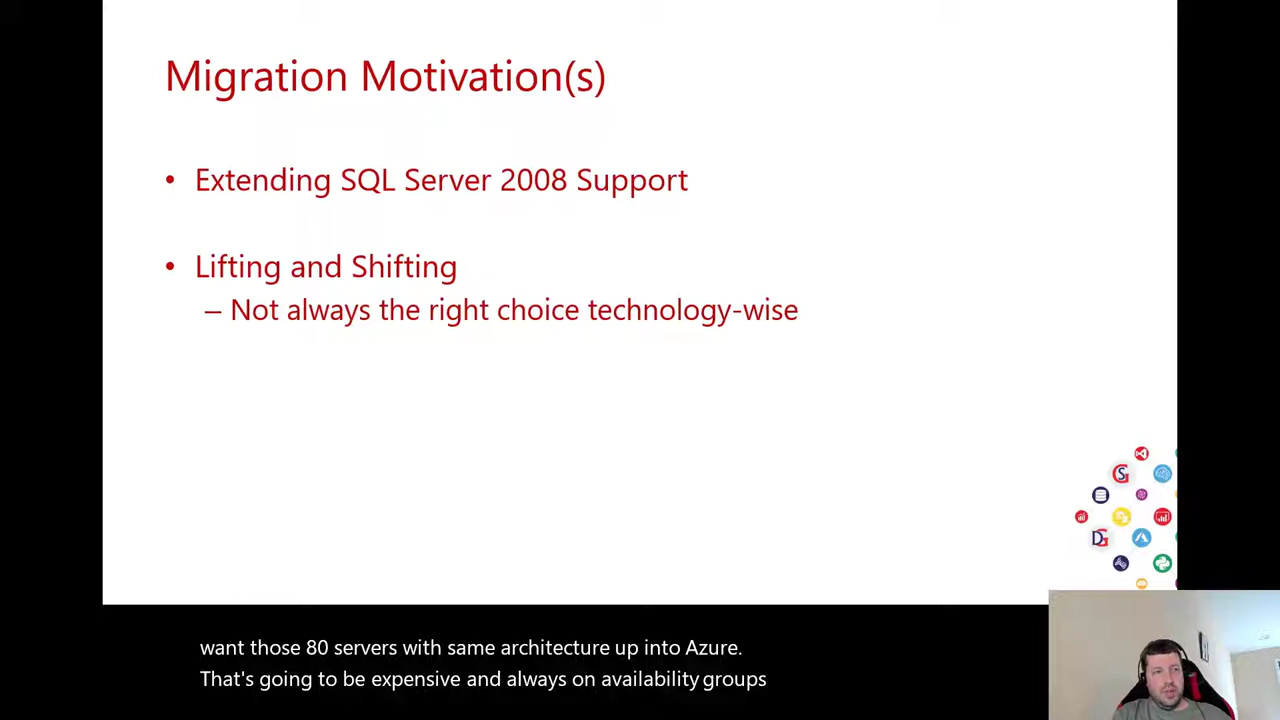 Migration Motivation(s)
• Extending SQL Server 2008 Support
• Lifting and Shifting
– Not always the right choice technology-wise
want those 80 servers with same architecture up into Azure.
That's going to be expensive and always on availability groups